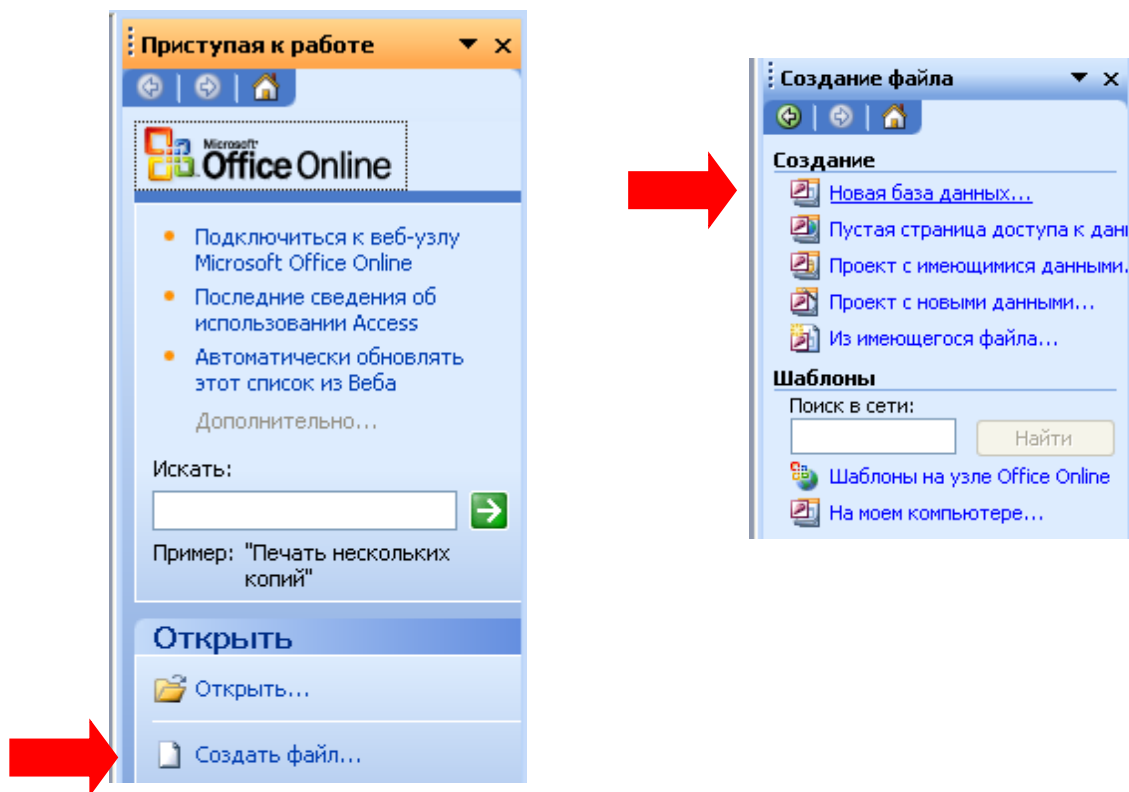 Приступая к работе
Microsoft
Office Online
Подключиться к веб-узлу
Microsoft Office Online
Последние сведения об
использовании Access
Автоматически обновлять
этот список из Веба
Дополнительно...
Искать:
Пример: "Печать нескольких
копий"
Открыть
Открыть...
Создать файл...
Создание файла
Создание
Новая база данных...
Пустая страница доступа к дан
Проект с имеющимися данными.
Проект с новыми данными...
Из имеющегося файла...
Шаблоны
Поиск в сети:
Найти
Шаблоны на узле Office Online
На моем компьютере...